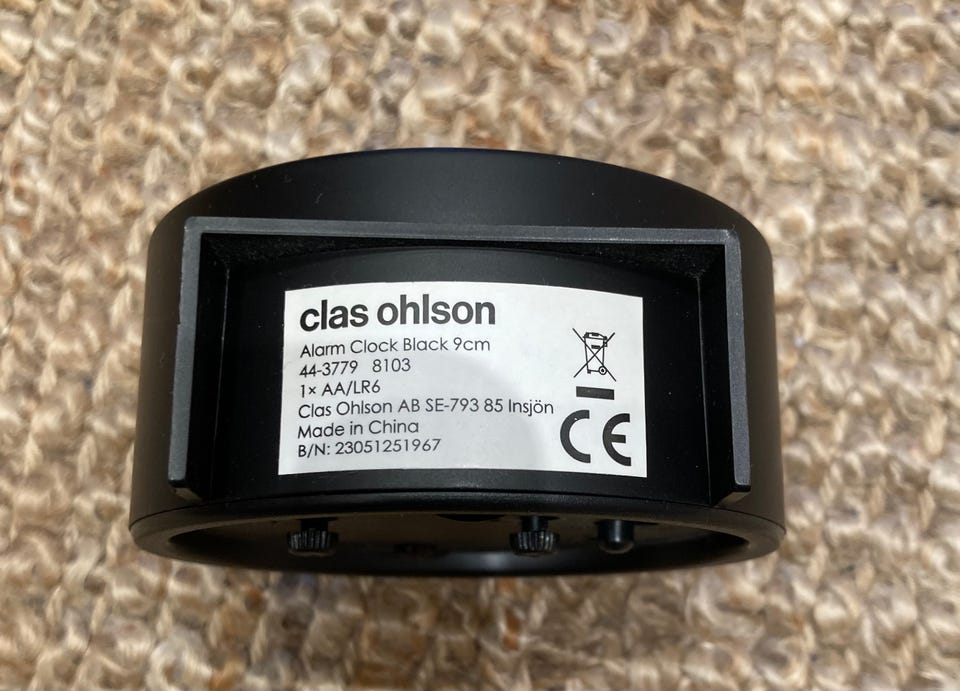 clas ohlson
Alarm Clock Black 9cm
44-3779 8103
1× AA/LR6
Clas Ohlson AB SE-793 85 Insjön
Made in China
B/N: 23051251967
CE